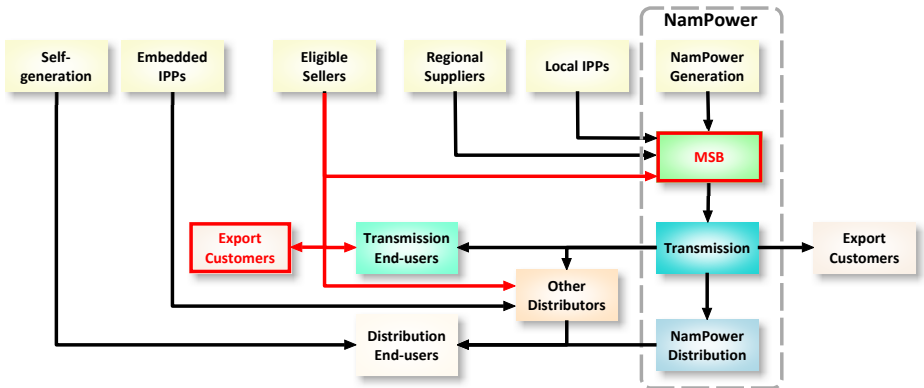 NamPower
Self-
generation
Embedded
IPPs
Eligible
Sellers
Regional
Suppliers
Local IPPs
NamPower
Generation
MSB
Export
Customers
Transmission
End-users
Transmission
Export
Customers
Other
Distributors
Distribution
End-users
NamPower
Distribution